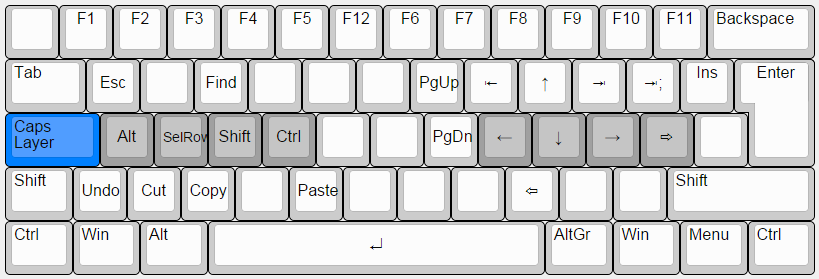 F1 F2 F3 F4 F5 F12 F6 F7 F8 F9 F10 F11 Backspace
Tab Esc Find PgUp ⇤ ↑ ⇥ ⇥; Ins Enter
Caps Layer Alt SelRow Shift Ctrl PgDn ← ↓ → ⇨
Shift Undo Cut Copy Paste ⇦ Shift
Ctrl Win Alt ↵ AltGr Win Menu Ctrl